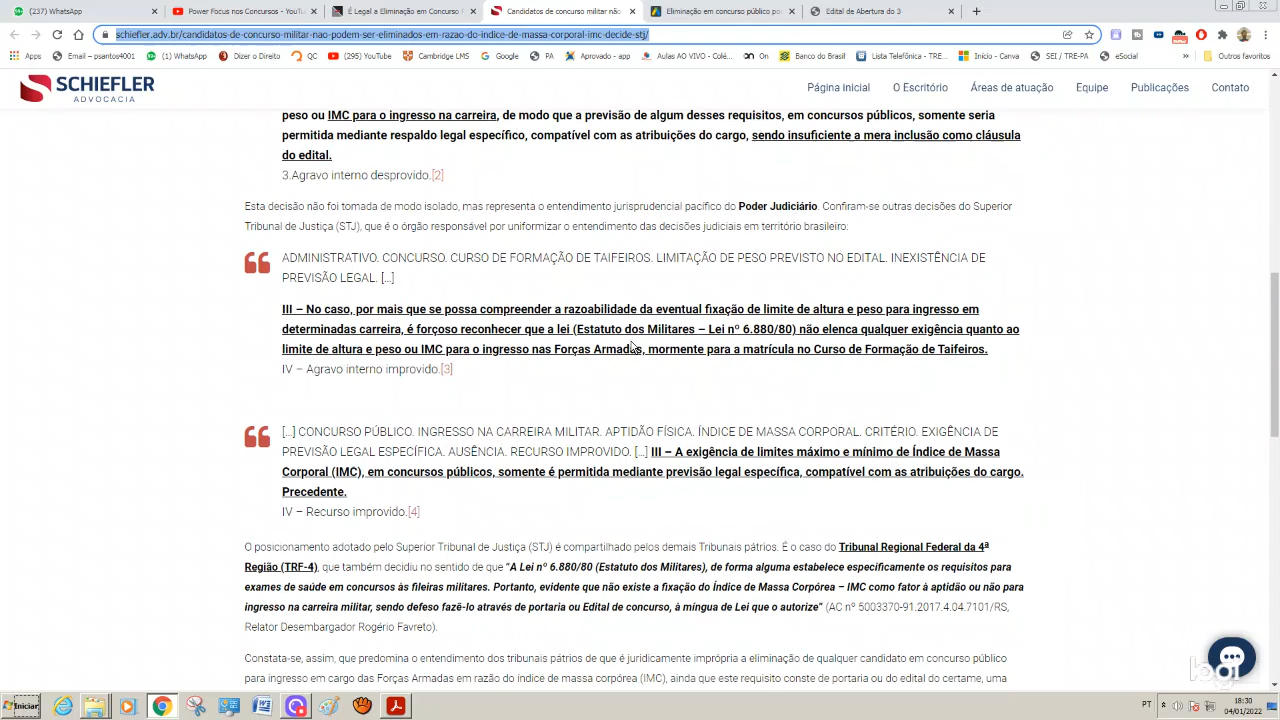 (237) WhatsApp
Power Focus nos Concursos - YouT
É Legal a Eliminação em Concurso
Candidatos de concurso militar não
Eliminação em concurso público po
Edital de Abertura do 3
schiefler.adv.br/candidatos-de-concurso-militar-nao-podem-ser-eliminados-em-razao-do-indice-de-massa-corporal-imc-decide-stj/
Apps
Email — psantos4001
(1) WhatsApp
Dizer o Direito
QC
(295) YouTube
Cambridge LMS
Google
PA
Aprovado - app
Aulas AO VIVO – Colé...
On
Banco do Brasil
Lista Telefônica - TRE...
Início - Canva
SEI / TRE-PA
eSocial
»
Outros favoritos
SCHIEFLER
ADVOCACIA
Página inicial
O Escritório
Áreas de atuação
Equipe
Publicações
Contato
peso ou IMC para o ingresso na carreira, de modo que a previsão de algum desses requisitos, em concursos públicos, somente seria
permitida mediante respaldo legal específico, compatível com as atribuições do cargo, sendo insuficiente a mera inclusão como cláusula
do edital.
3.Agravo interno desprovido.[2]
Esta decisão não foi tomada de modo isolado, mas representa o entendimento jurisprudencial pacífico do Poder Judiciário. Confiram-se outras decisões do Superior
Tribunal de Justiça (STJ), que é o órgão responsável por uniformizar o entendimento das decisões judiciais em território brasileiro:
ADMINISTRATIVO. CONCURSO. CURSO DE FORMAÇÃO DE TAIFEIROS. LIMITAÇÃO DE PESO PREVISTO NO EDITAL. INEXISTÊNCIA DE
PREVISÃO LEGAL. [...]
III – No caso, por mais que se possa compreender a razoabilidade da eventual fixação de limite de altura e peso para ingresso em
determinadas carreira, é forçoso reconhecer que a lei (Estatuto dos Militares – Lei nº 6.880/80) não elenca qualquer exigência quanto ao
limite de altura e peso ou IMC para o ingresso nas Forças Armadas, mormente para a matrícula no Curso de Formação de Taifeiros.
IV – Agravo interno improvido.[3]
[...] CONCURSO PÚBLICO. INGRESSO NA CARREIRA MILITAR. APTIDÃO FÍSICA. ÍNDICE DE MASSA CORPORAL. CRITÉRIO. EXIGÊNCIA DE
PREVISÃO LEGAL ESPECÍFICA. AUSÊNCIA. RECURSO IMPROVIDO. [...] III – A exigência de limites máximo e mínimo de Índice de Massa
Corporal (IMC), em concursos públicos, somente é permitida mediante previsão legal específica, compatível com as atribuições do cargo.
Precedente.
IV – Recurso improvido.[4]
O posicionamento adotado pelo Superior Tribunal de Justiça (STJ) é compartilhado pelos demais Tribunais pátrios. É o caso do Tribunal Regional Federal da 4ª
Região (TRF-4), que também decidiu no sentido de que "A Lei nº 6.880/80 (Estatuto dos Militares), de forma alguma estabelece especificamente os requisitos para
exames de saúde em concursos às fileiras militares. Portanto, evidente que não existe a fixação do Índice de Massa Corpórea – IMC como fator à aptidão ou não para
ingresso na carreira militar, sendo defeso fazê-lo através de portaria ou Edital de concurso, à míngua de Lei que o autorize" (AC nº 5003370-91.2017.4.04.7101/RS,
Relator Desembargador Rogério Favreto).
Constata-se, assim, que predomina o entendimento dos tribunais pátrios de que é juridicamente imprópria a eliminação de qualquer candidato em concurso público
para ingresso em cargo das Forças Armadas em razão do índice de massa corpórea (IMC), ainda que este requisito conste de portaria ou do edital do certame, uma
Iniciar
PT
18:30
04/01/2022